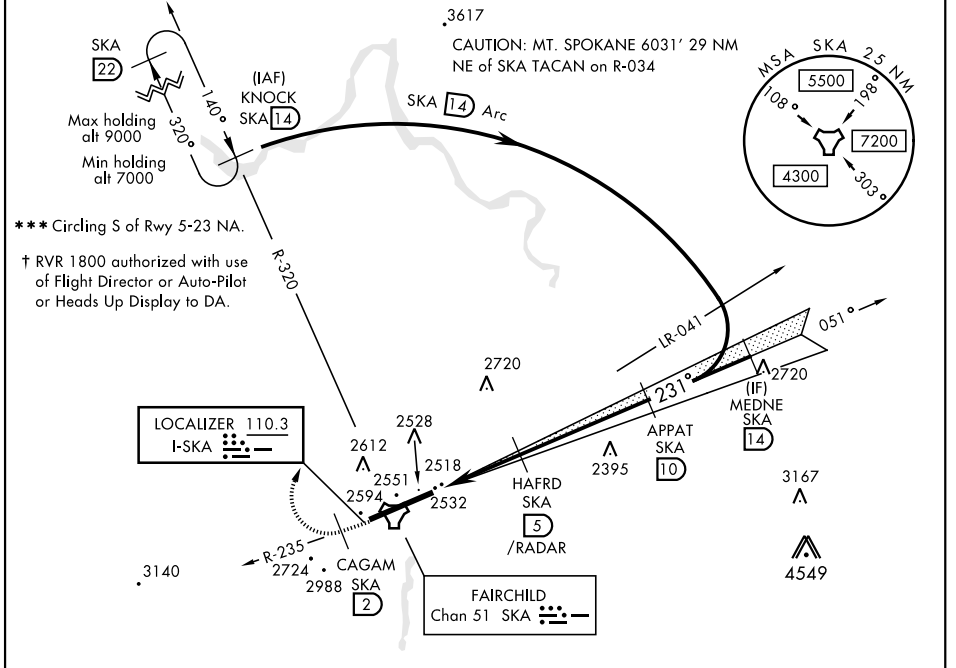 3617
CAUTION: MT. SPOKANE 6031' 29 NM
NE of SKA TACAN on R-034
MSA SKA 25 NM
5500
108°
198°
7200
4300
303°
SKA
22
(IAF)
KNOCK
SKA 14
SKA 14 Arc
140°
320°
Max holding
alt 9000
Min holding
alt 7000
*** Circling S of Rwy 5-23 NA.
† RVR 1800 authorized with use
of Flight Director or Auto-Pilot
or Heads Up Display to DA.
R-320
LR-041
051°
231°
2720
2720
(IF)
MEDNE
SKA
14
APPAT
SKA
10
2395
HAFRD
SKA
5
/RADAR
LOCALIZER 110.3
I-SKA
2612
2528
2551
2518
2594
2532
3167
4549
R-235
2724
2988
CAGAM
SKA
2
3140
FAIRCHILD
Chan 51 SKA